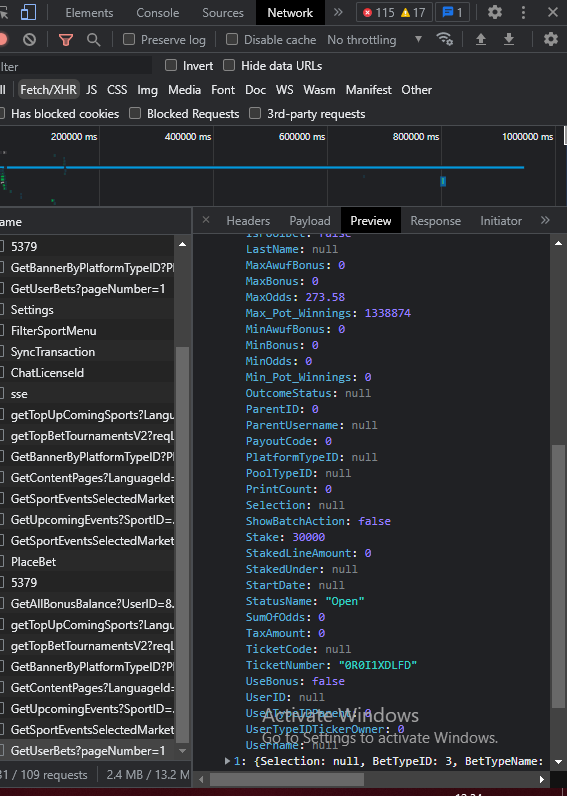 Elements Console Sources Network 115 17 1
Preserve log Disable cache No throttling
lter Invert Hide data URLs
ll Fetch/XHR JS CSS Img Media Font Doc WS Wasm Manifest Other
Has blocked cookies Blocked Requests 3rd-party requests
200000 ms 400000 ms 600000 ms 800000 ms 1000000 ms
ame
5379
GetBannerByPlatformTypeID?Pl
GetUserBets?pageNumber=1
Settings
FilterSportMenu
SyncTransaction
ChatLicenseId
sse
getTopUpComingSports?Langu
getTopBetTournamentsV2?reqL
GetBannerByPlatformTypeID?Pl
GetContentPages?LanguageId=
GetSportEventsSelectedMarket
GetUpcomingEvents?SportID=...
GetSportEventsSelectedMarket
PlaceBet
5379
GetAllBonusBalance?UserID=8.
getTopUpComingSports?Langu
getTopBetTournamentsV2?reqL
GetBannerByPlatformTypeID?Pl
GetContentPages?LanguageId=
GetUpcomingEvents?SportID=...
GetSportEventsSelectedMarket
GetUserBets?pageNumber=1
31 / 109 requests 2.4 MB / 13.2 M
× Headers Payload Preview Response Initiator »
IsPoolBet: false
LastName: null
MaxAwufBonus: 0
MaxBonus: 0
MaxOdds: 273.58
Max_Pot_Winnings: 1338874
MinAwufBonus: 0
MinBonus: 0
MinOdds: 0
Min_Pot_Winnings: 0
OutcomeStatus: null
ParentID: 0
ParentUsername: null
PayoutCode: 0
PlatformTypeID: null
PoolTypeID: null
PrintCount: 0
Selection: null
ShowBatchAction: false
Stake: 30000
StakedLineAmount: 0
StakedUnder: null
StartDate: null
StatusName: "Open"
SumOfOdds: 0
TaxAmount: 0
TicketCode: null
TicketNumber: "0R0I1XDLFD"
UseBonus: false
UserID: null
UserTypeIDParent: 0
UserTypeIDTickerOwner: 0
Username: null
1: {Selection: null, BetTypeID: 3, BetTypeName:
Activate Windows
Go to Settings to activate Windows.